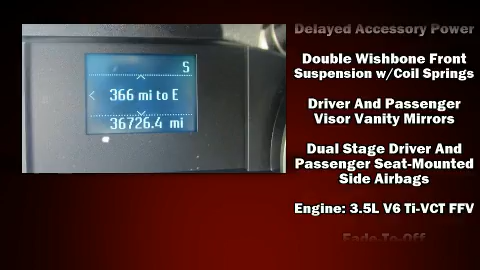 S
366 mi to E
36726.4 mi
Delayed Accessory Power
Double Wishbone Front
Suspension w/Coil Springs
Driver And Passenger
Visor Vanity Mirrors
Dual Stage Driver And
Passenger Seat-Mounted
Side Airbags
Engine: 3.5L V6 Ti-VCT FFV
Fade-To-Off